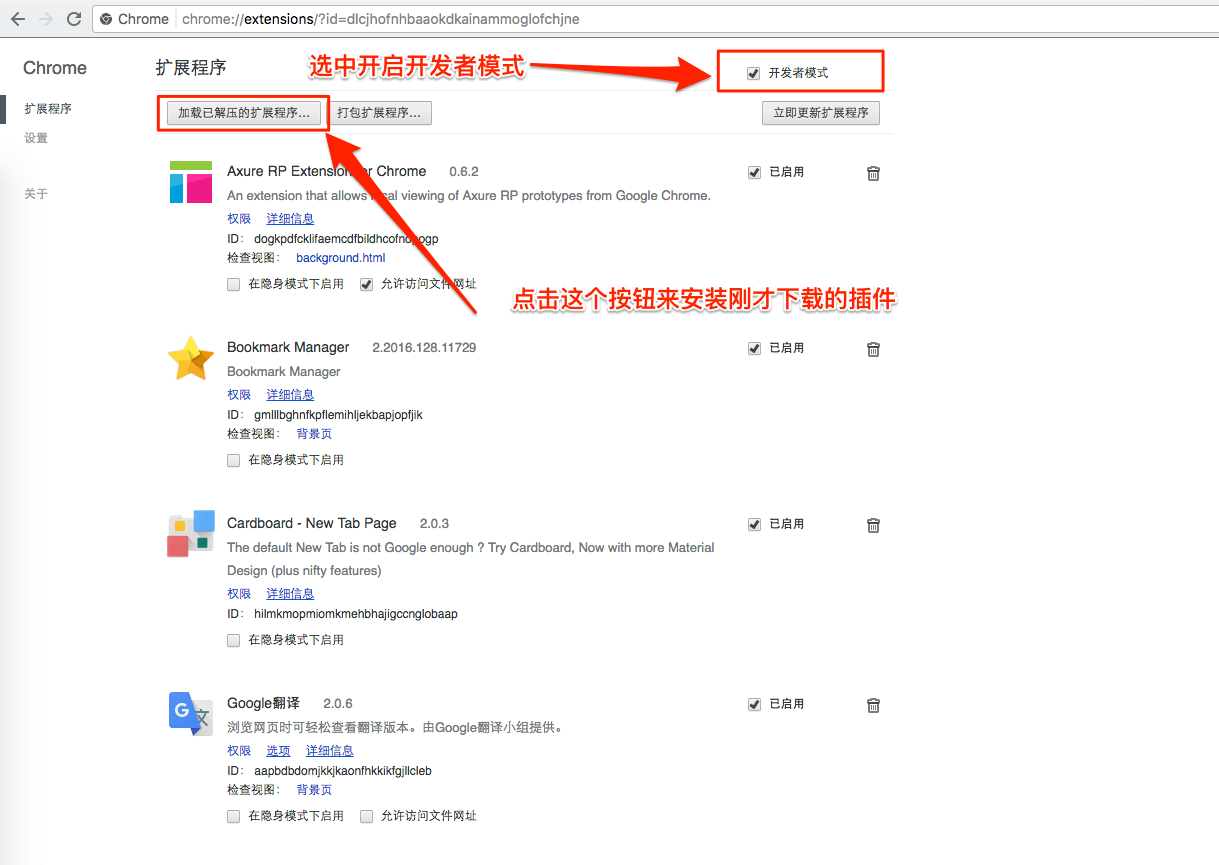 Chrome chrome://extensions/?id=dlcjhofnhbaaokdkainammoglofchjne
Chrome
扩展程序
设置
关于
扩展程序
选中开启开发者模式
开发者模式
加载已解压的扩展程序...
打包扩展程序...
立即更新扩展程序
Axure RP Extension for Chrome 0.6.2
已启用
An extension that allows local viewing of Axure RP prototypes from Google Chrome.
权限 详细信息
ID: dogkpdfcklifaemcdfbildhcofnopogp
检查视图: background.html
在隐身模式下启用 允许访问文件网址
点击这个按钮来安装刚才下载的插件
Bookmark Manager 2.2016.128.11729
已启用
Bookmark Manager
权限 详细信息
ID: gmlllbghnfkpflemihljekbapjopfjik
检查视图: 背景页
在隐身模式下启用
Cardboard - New Tab Page 2.0.3
已启用
The default New Tab is not Google enough ? Try Cardboard, Now with more Material
Design (plus nifty features)
权限 详细信息
ID: hilmkmopmiomkmehbhajigccnglobaap
在隐身模式下启用
G 文
Google翻译 2.0.6
已启用
浏览网页时可轻松查看翻译版本。由Google翻译小组提供。
权限 选项 详细信息
ID: aapbdbdomjkkjkaonfhkkikfgjllcleb
检查视图: 背景页
在隐身模式下启用 允许访问文件网址